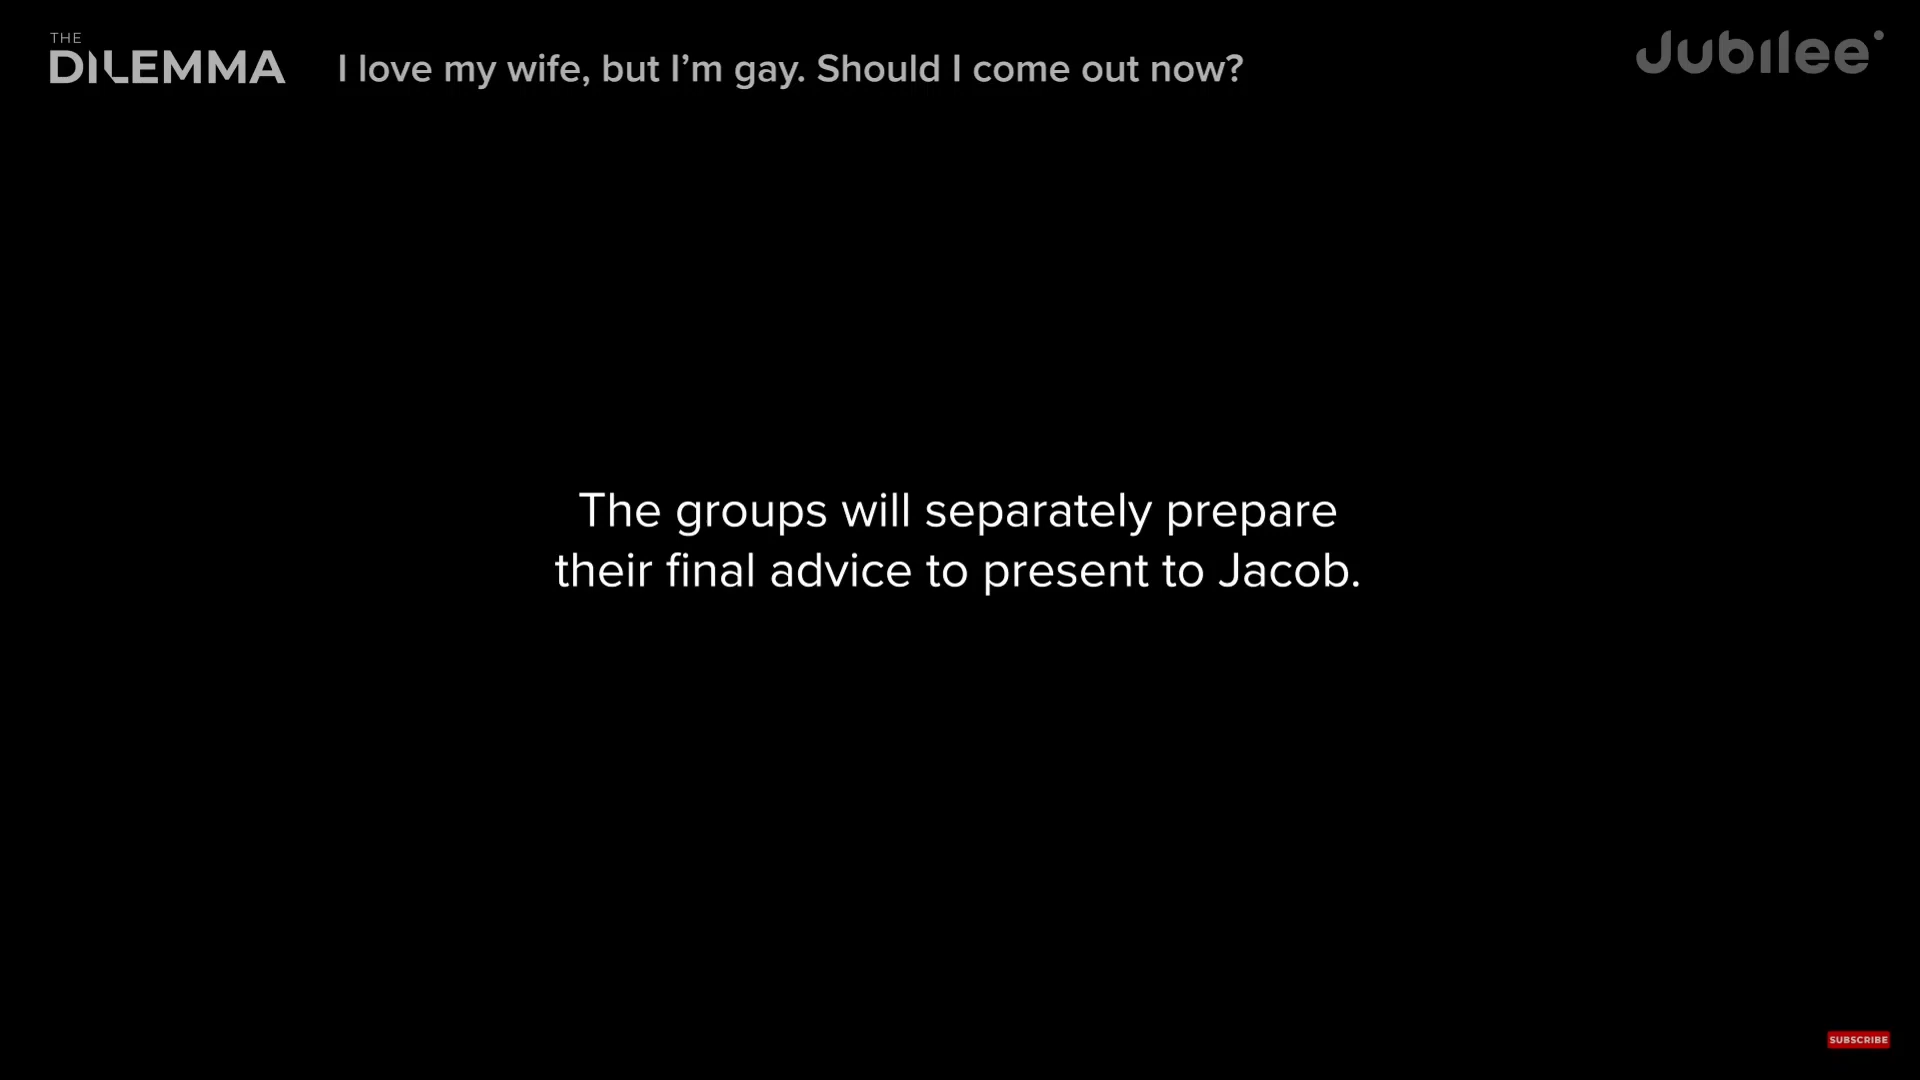 THE
DILEMMA
I love my wife, but I’m gay. Should I come out now?
Jubilee
The groups will separately prepare
their final advice to present to Jacob.
SUBSCRIBE